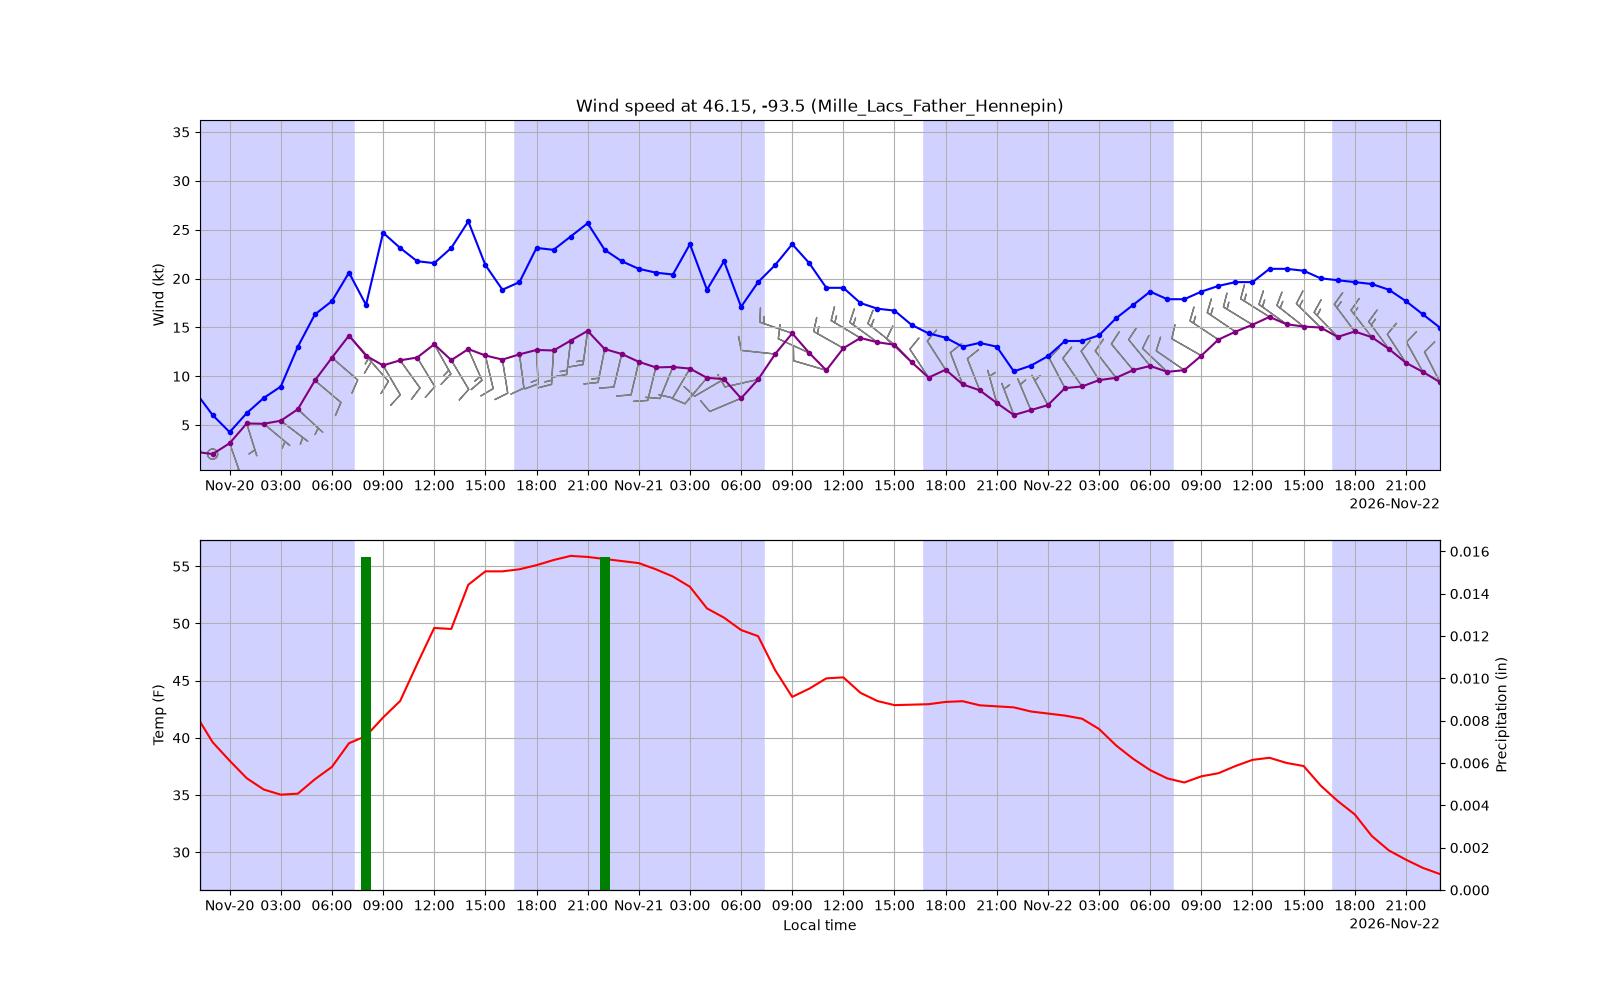 Wind speed at 46.15, -93.5 (Mille_Lacs_Father_Hennepin)
35
30
25
20
15
10
5
Wind (kt)
Nov-20 03:00 06:00 09:00 12:00 15:00 18:00 21:00 Nov-21 03:00 06:00 09:00 12:00 15:00 18:00 21:00 Nov-22 03:00 06:00 09:00 12:00 15:00 18:00 21:00
2026-Nov-22
55
50
45
40
35
30
Temp (F)
0.016
0.014
0.012
0.010
0.008
0.006
0.004
0.002
0.000
Precipitation (in)
Nov-20 03:00 06:00 09:00 12:00 15:00 18:00 21:00 Nov-21 03:00 06:00 09:00 12:00 15:00 18:00 21:00 Nov-22 03:00 06:00 09:00 12:00 15:00 18:00 21:00
Local time
2026-Nov-22